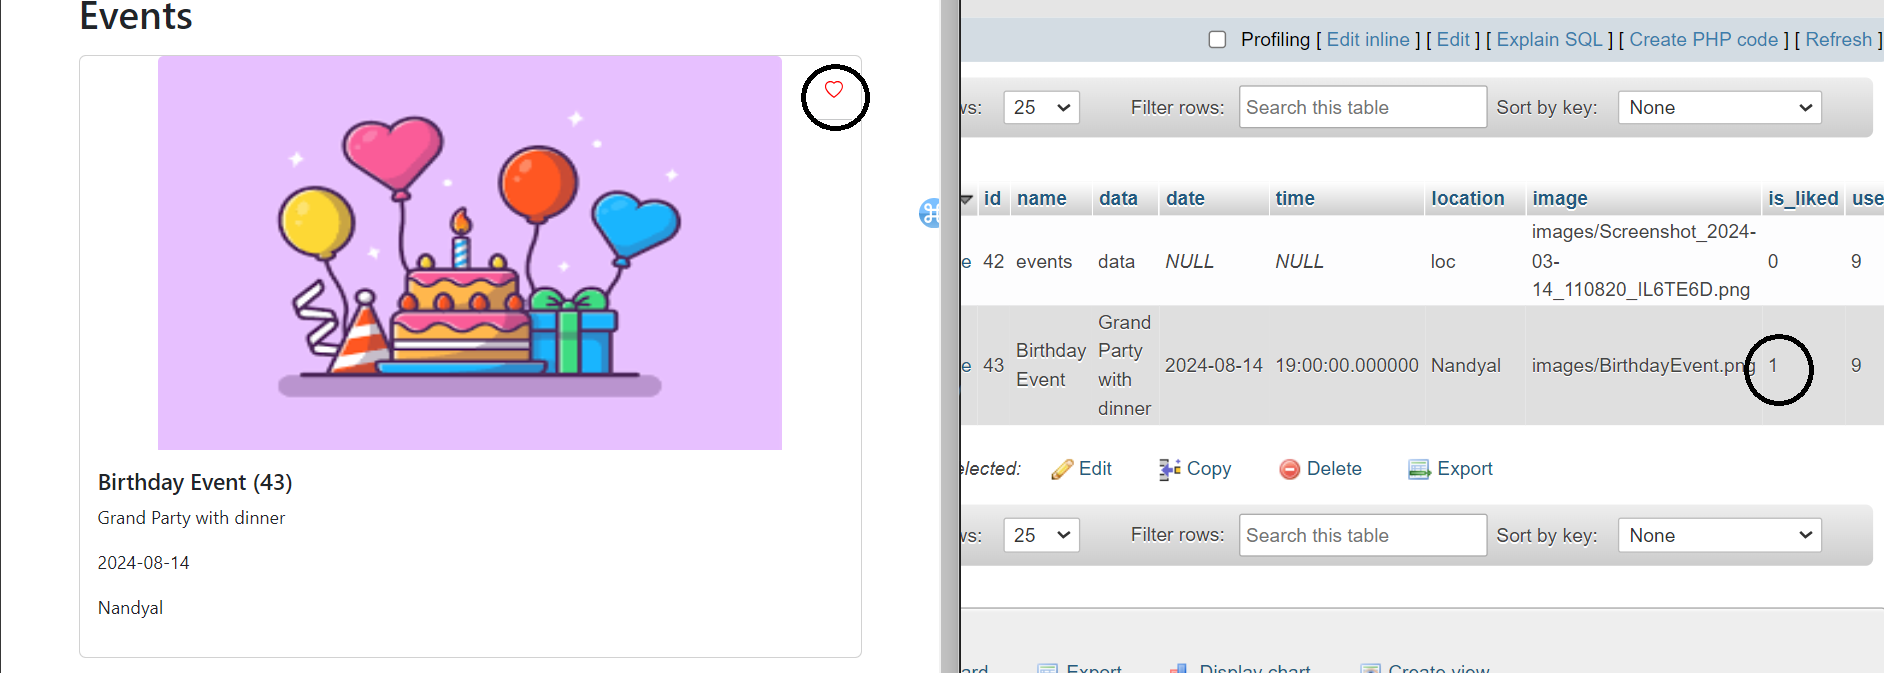 Events
Birthday Event (43)
Grand Party with dinner
2024-08-14
Nandyal
Profiling [ Edit inline ] [ Edit ] [ Explain SQL ] [ Create PHP code ] [ Refresh ]
25 Filter rows: Search this table Sort by key: None
id name data date time location image is_liked
42 events data NULL NULL loc images/Screenshot_2024-
03-
14_110820_IL6TE6D.png 0 9
43 Birthday
Event Grand
Party
with
dinner 2024-08-14 19:00:00.000000 Nandyal images/BirthdayEvent.png 1 9
elected: Edit Copy Delete Export
25 Filter rows: Search this table Sort by key: None
Export Display chart Create view